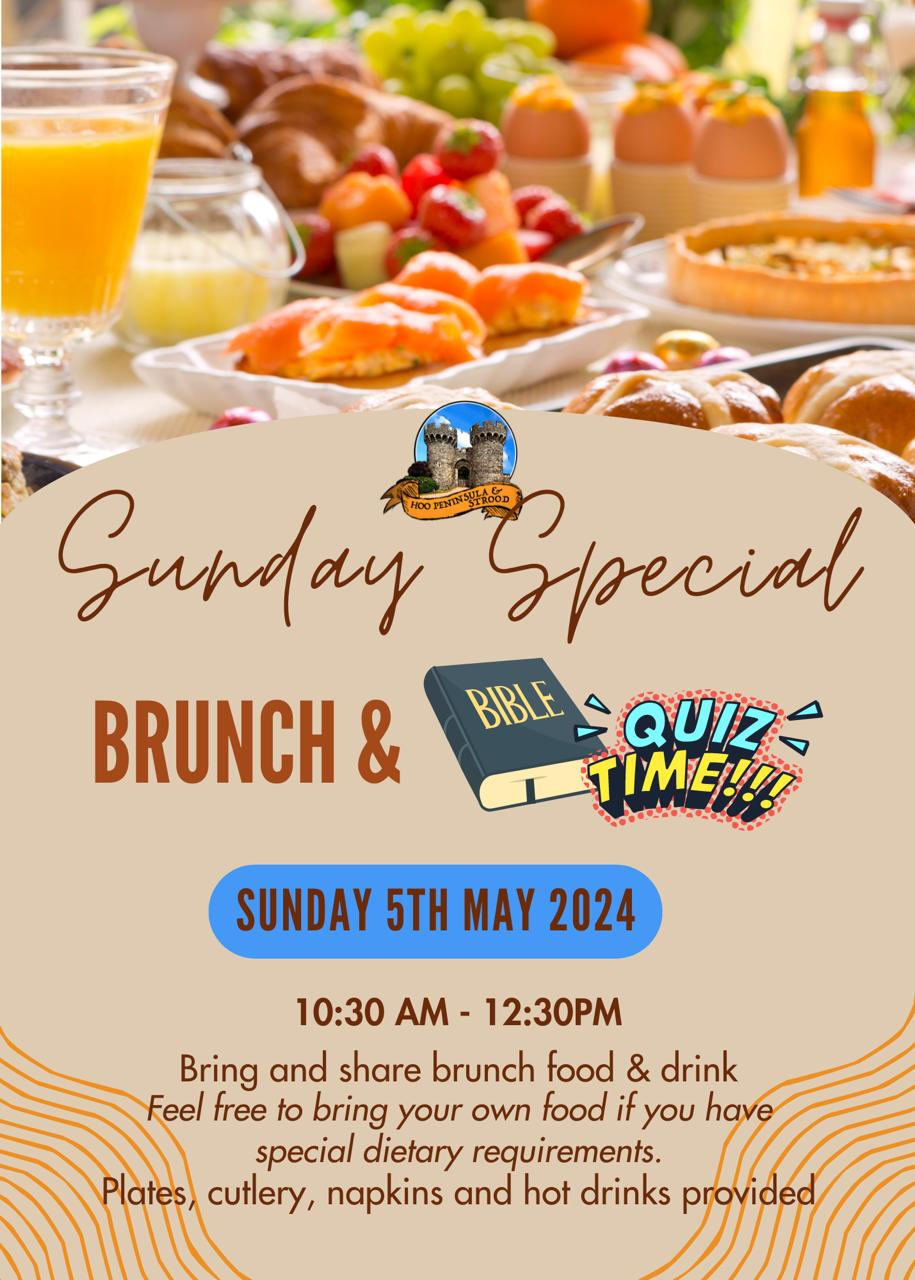 HOO PENINSULA &
STROOD
Sunday Special
BRUNCH &
BIBLE
QUIZ
TIME!!!
SUNDAY 5TH MAY 2024
10:30 AM - 12:30PM
Bring and share brunch food & drink
Feel free to bring your own food if you have
special dietary requirements.
Plates, cutlery, napkins and hot drinks provided